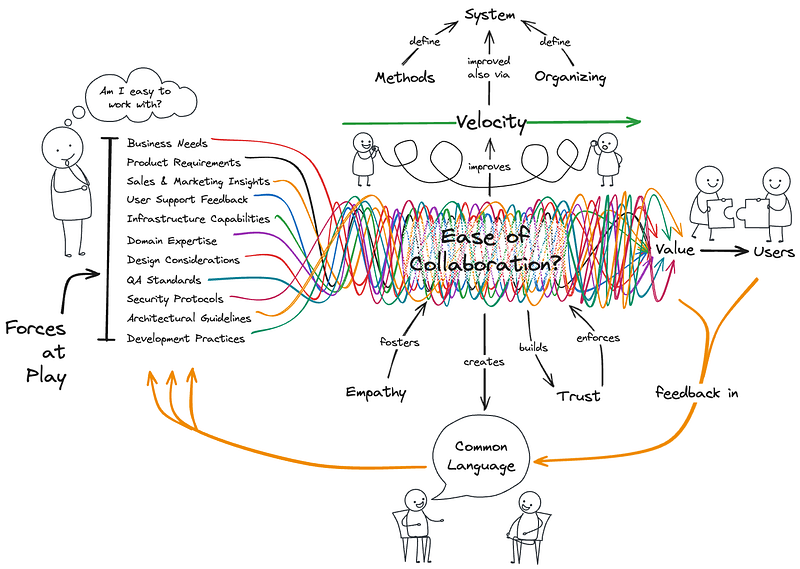 System
define
define
improved
also via
Methods
Organizing
Velocity
improves
Am I easy to
work with?
Business Needs
Product Requirements
Sales & Marketing Insights
User Support Feedback
Infrastructure Capabilities
Domain Expertise
Design Considerations
QA Standards
Security Protocols
Architectural Guidelines
Development Practices
Forces
at
Play
Ease of
Collaboration?
Value
Users
fosters
Empathy
creates
builds
enforces
Trust
feedback in
Common
Language